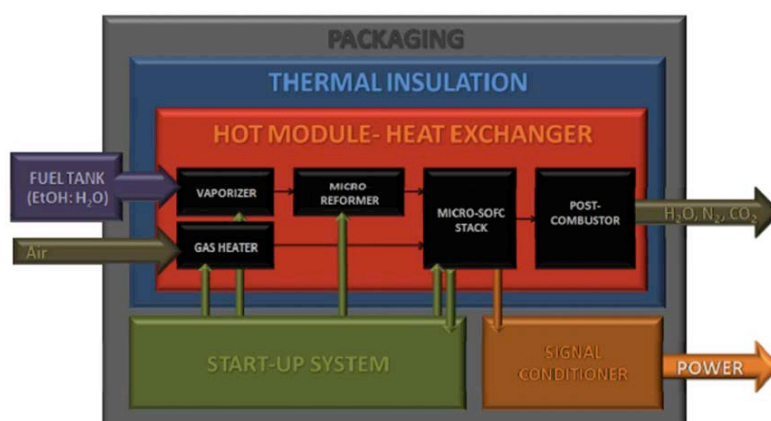 PACKAGING
THERMAL INSULATION
HOT MODULE- HEAT EXCHANGER
FUEL TANK
(EtOH: H₂O)
VAPORIZER
MICRO
REFORMER
MICRO-SOFC
STACK
POST-
COMBUSTOR
H₂O, N₂, CO₂
Air
GAS HEATER
START-UP SYSTEM
SIGNAL
CONDITIONER
POWER